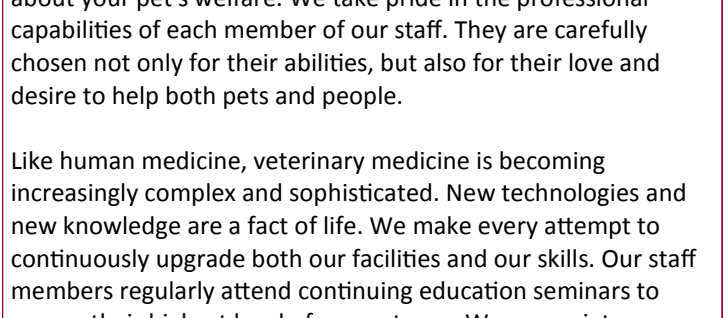 about your pet's welfare. We take pride in the professional
capabilities of each member of our staff. They are carefully
chosen not only for their abilities, but also for their love and
desire to help both pets and people.
Like human medicine, veterinary medicine is becoming
increasingly complex and sophisticated. New technologies and
new knowledge are a fact of life. We make every attempt to
continuously upgrade both our facilities and our skills. Our staff
members regularly attend continuing education seminars to
their highest level of